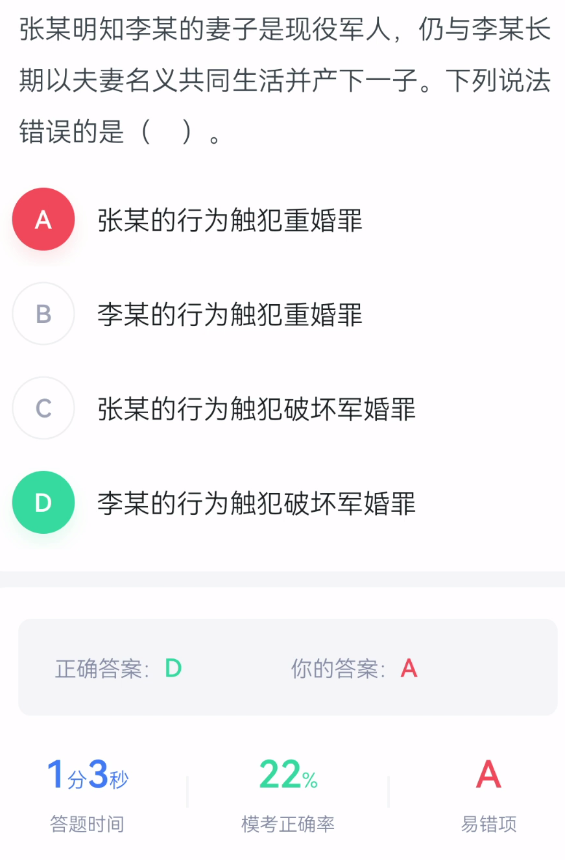 张某明知李某的妻子是现役军人，仍与李某长
期以夫妻名义共同生活并产下一子。下列说法
错误的是（ ）。
A 张某的行为触犯重婚罪
B 李某的行为触犯重婚罪
C 张某的行为触犯破坏军婚罪
D 李某的行为触犯破坏军婚罪
正确答案：D 你的答案：A
1分3秒 22% A
答题时间 模考正确率 易错项